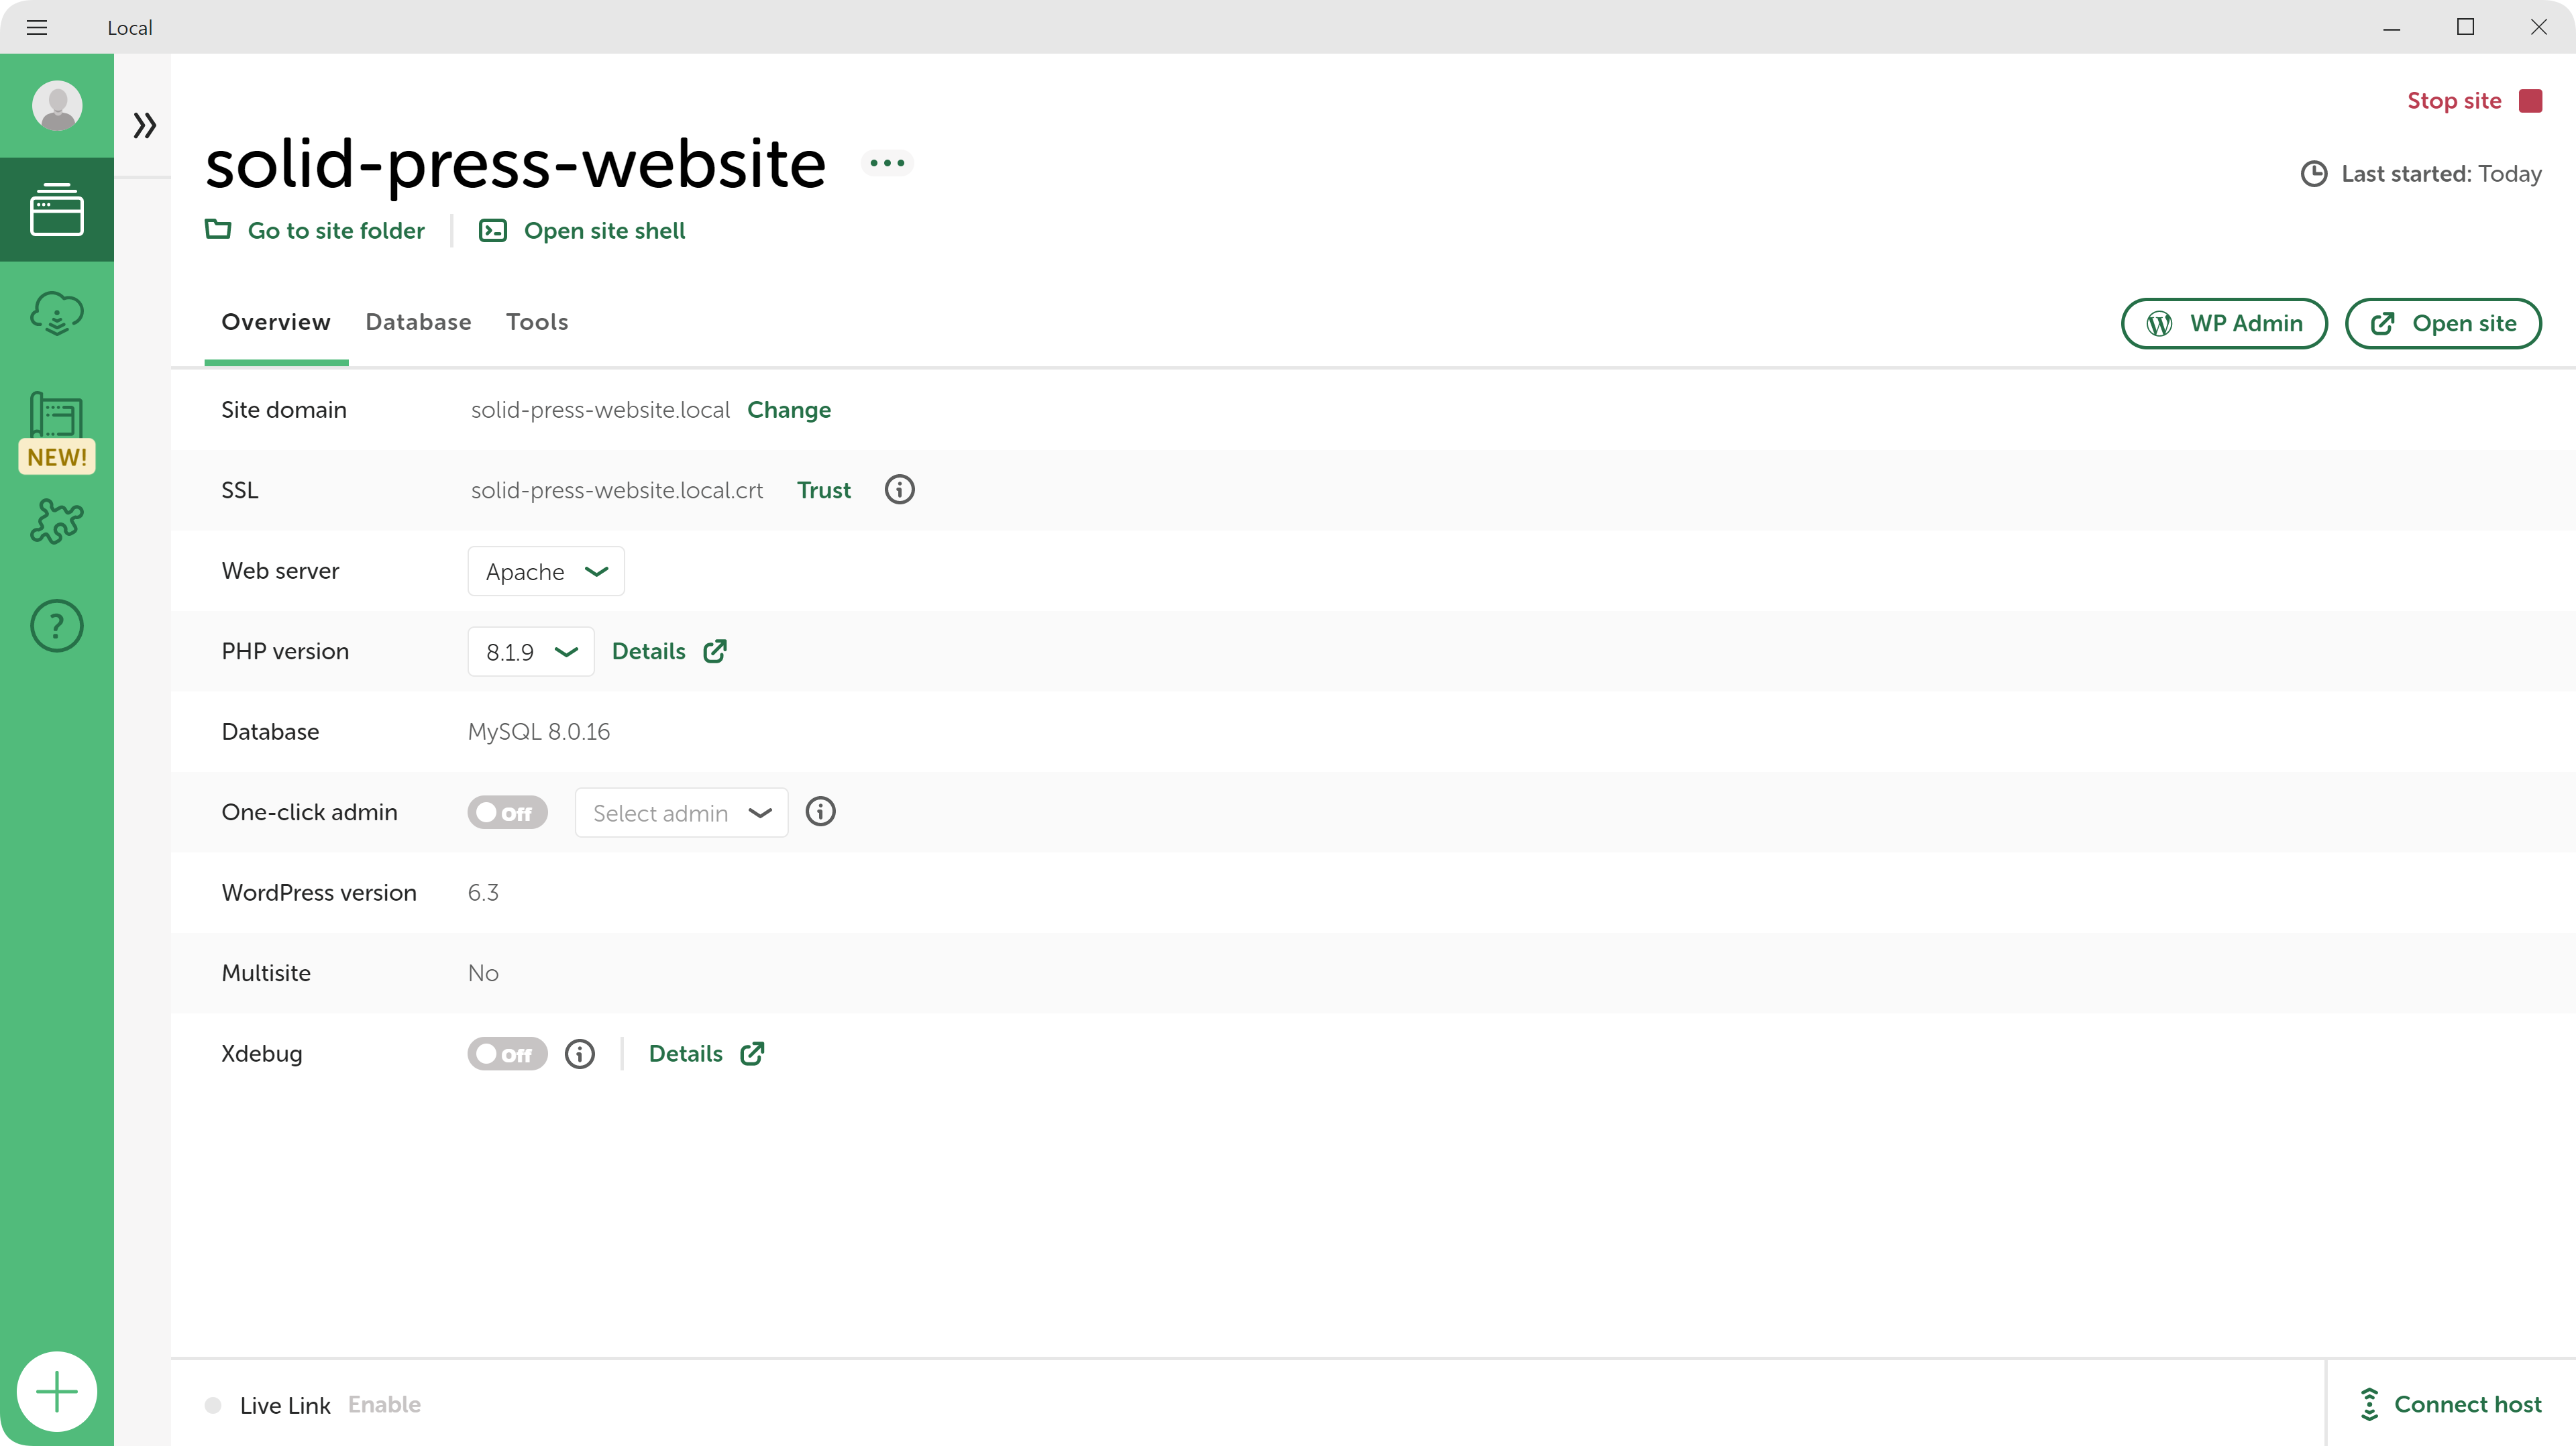 Local
Stop site
solid-press-website
Last started: Today
Go to site folder
Open site shell
Overview
Database
Tools
WP Admin
Open site
Site domain
solid-press-website.local
Change
SSL
solid-press-website.local.crt
Trust
NEW!
Web server
Apache
PHP version
8.1.9
Details
Database
MySQL 8.0.16
One-click admin
Off
Select admin
WordPress version
6.3
Multisite
No
Xdebug
Off
Details
Live Link
Enable
Connect host